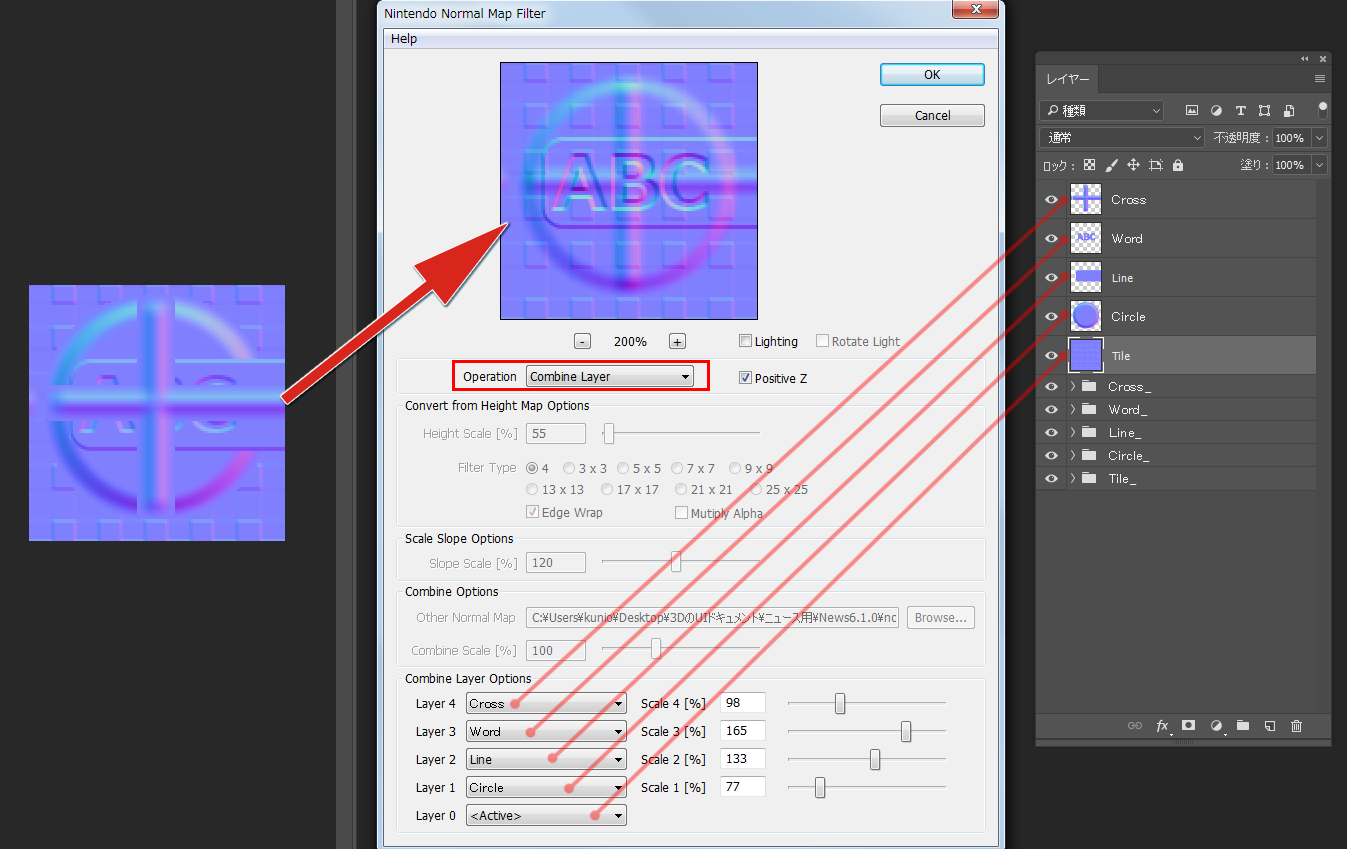 Nintendo Normal Map Filter
Help
OK
Cancel
ABC
ABC
- 200% +
Lighting Rotate Light
Operation Combine Layer Positive Z
Convert from Height Map Options
Height Scale [%] 55
Filter Type 4 3 x 3 5 x 5 7 x 7 9 x 9
13 x 13 17 x 17 21 x 21 25 x 25
Edge Wrap Mutiply Alpha
Scale Slope Options
Slope Scale [%] 120
Combine Options
Other Normal Map C:¥Users¥kunio¥Desktop¥3DのUIドキュメント¥ニュース用¥News6.1.0¥nc Browse...
Combine Scale [%] 100
Combine Layer Options
Layer 4 Cross Scale 4 [%] 98
Layer 3 Word Scale 3 [%] 165
Layer 2 Line Scale 2 [%] 133
Layer 1 Circle Scale 1 [%] 77
Layer 0 <Active>
レイヤー
種類
通常 不透明度 : 100%
ロック : 塗り : 100%
Cross
ABC Word
Line
Circle
Tile
Cross_
Word_
Line_
Circle_
Tile_
fx